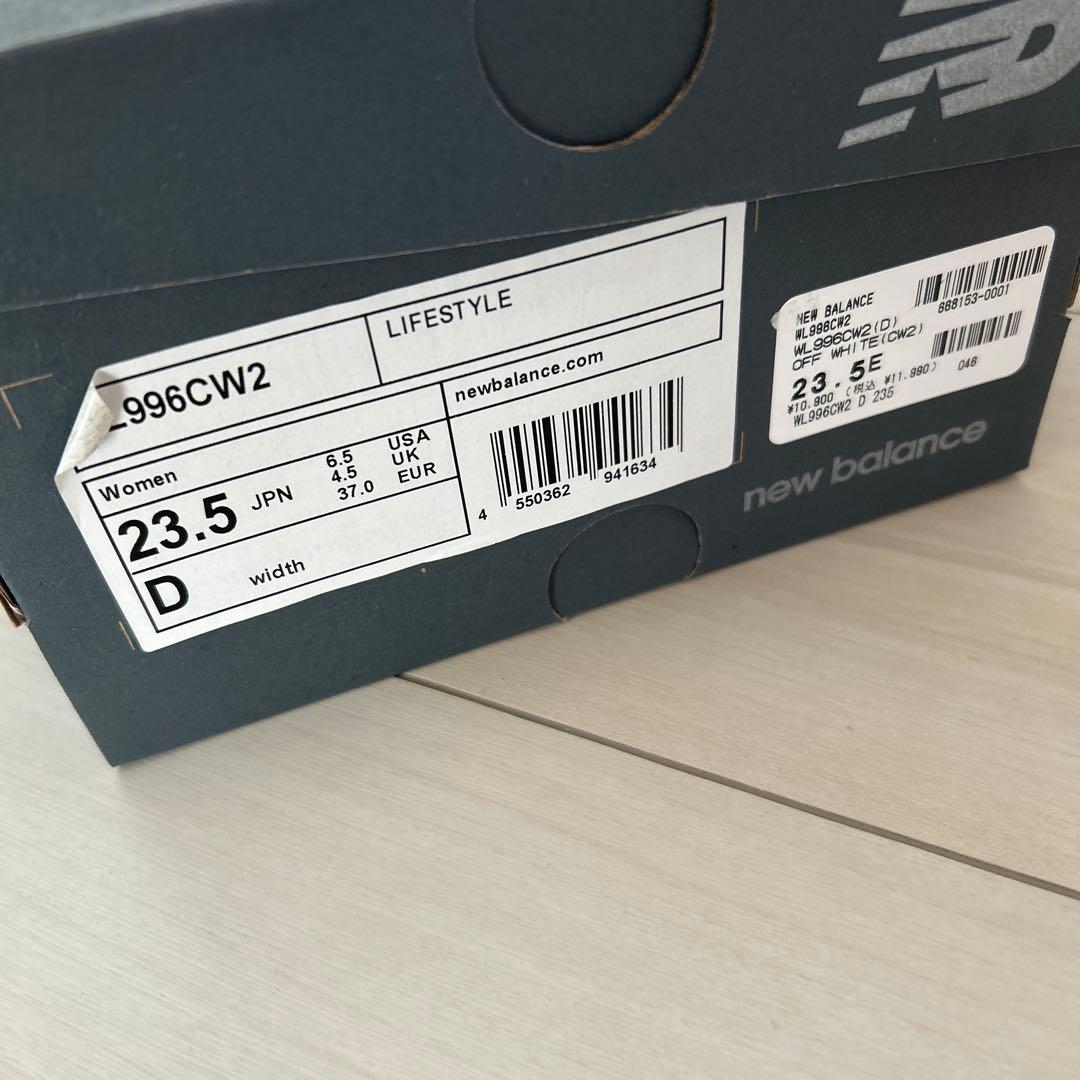 L996CW2
LIFESTYLE
Women
23.5 JPN
6.5 USA
4.5 UK
37.0 EUR
D width
newbalance.com
4 550362 941634
NEW BALANCE
WL996CW2
WL996CW2(D)
OFF WHITE(CW2)
23.5E
¥10,900 (税込 ¥11,990)
WL996CW2 D 235
668153-0001
046
new balance